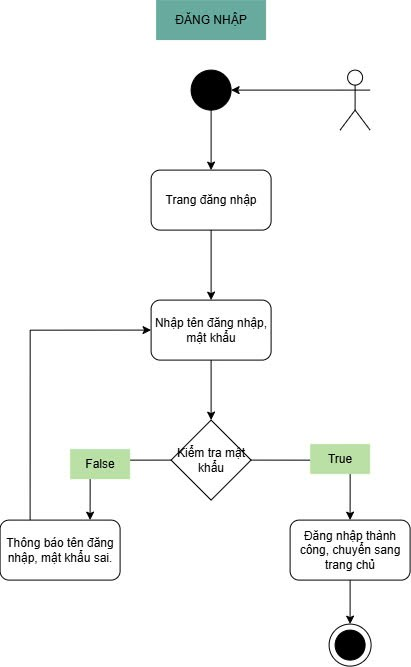 ĐĂNG NHẬP
Trang đăng nhập
Nhập tên đăng nhập,
mật khẩu
Kiểm tra mật
khẩu
False
True
Thông báo tên đăng
nhập, mật khẩu sai.
Đăng nhập thành
công, chuyển sang
trang chủ